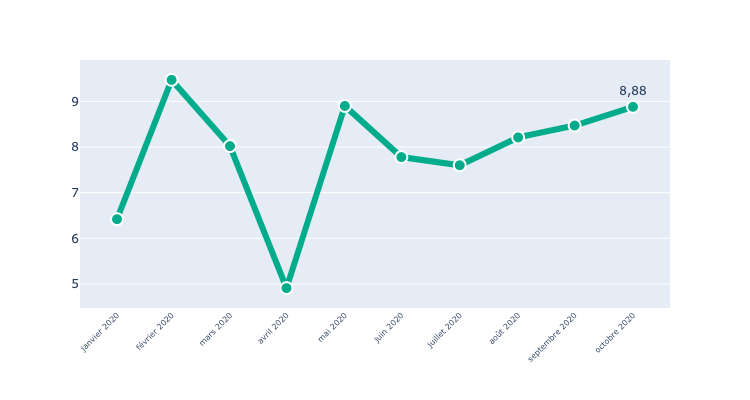 8,88
9
8
7
6
5
janvier 2020
février 2020
mars 2020
avril 2020
mai 2020
juin 2020
juillet 2020
août 2020
septembre 2020
octobre 2020